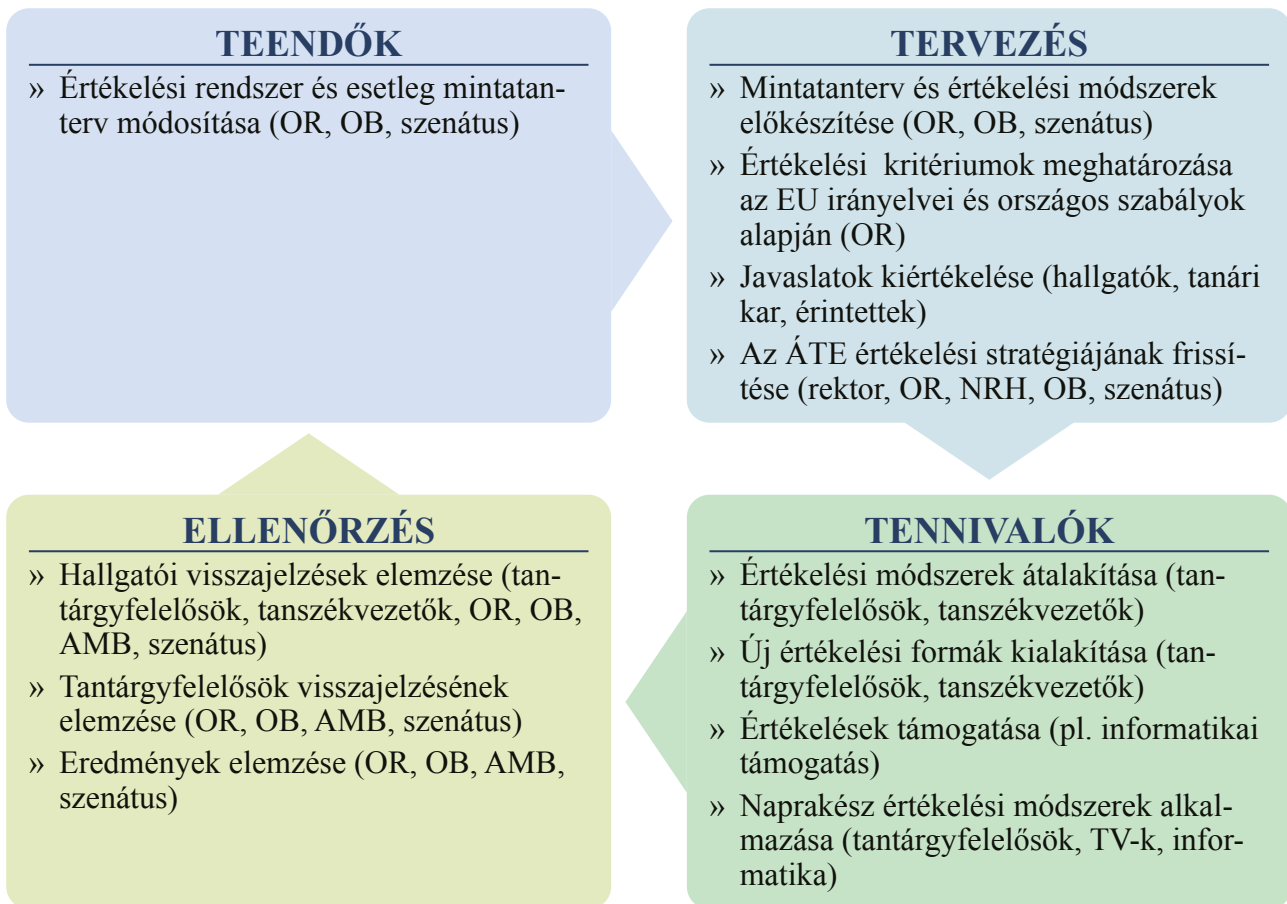 TEENDŐK
» Értékelési rendszer és esetleg mintatan-
terv módosítása (OR, OB, szenátus)
TERVEZÉS
» Mintatanterv és értékelési módszerek
előkészítése (OR, OB, szenátus)
» Értékelési kritériumok meghatározása
az EU irányelvei és országos szabályok
alapján (OR)
» Javaslatok kiértékelése (hallgatók, tanári
kar, érintettek)
» Az ÁTE értékelési stratégiájának frissí-
tése (rektor, OR, NRH, OB, szenátus)
ELLENŐRZÉS
» Hallgatói visszajelzések elemzése (tan-
tárgyfelelősök, tanszékvezetők, OR, OB,
AMB, szenátus)
» Tantárgyfelelősök visszajelzésének
elemzése (OR, OB, AMB, szenátus)
» Eredmények elemzése (OR, OB, AMB,
szenátus)
TENNIVALÓK
» Értékelési módszerek átalakítása (tan-
tárgyfelelősök, tanszékvezetők)
» Új értékelési formák kialakítása (tan-
tárgyfelelősök, tanszékvezetők)
» Értékelések támogatása (pl. informatikai
támogatás)
» Naprakész értékelési módszerek alkal-
mazása (tantárgyfelelősök, TV-k, infor-
matika)